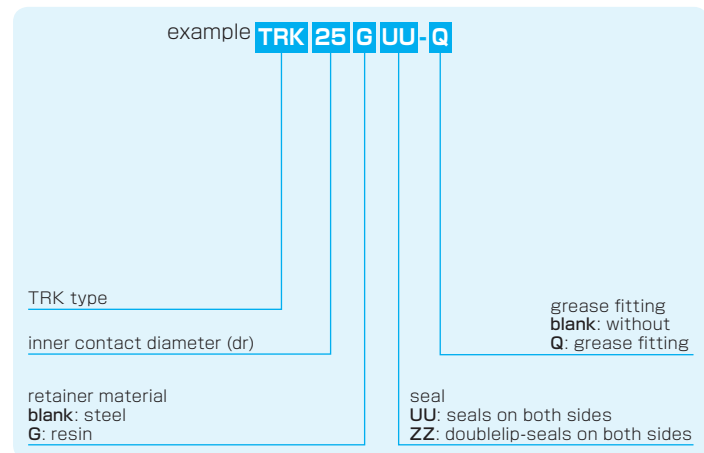 example TRK 25 G UU - Q
TRK type
inner contact diameter (dr)
retainer material
blank: steel
G: resin
grease fitting
blank: without
Q: grease fitting
seal
UU: seals on both sides
ZZ: doublelip-seals on both sides